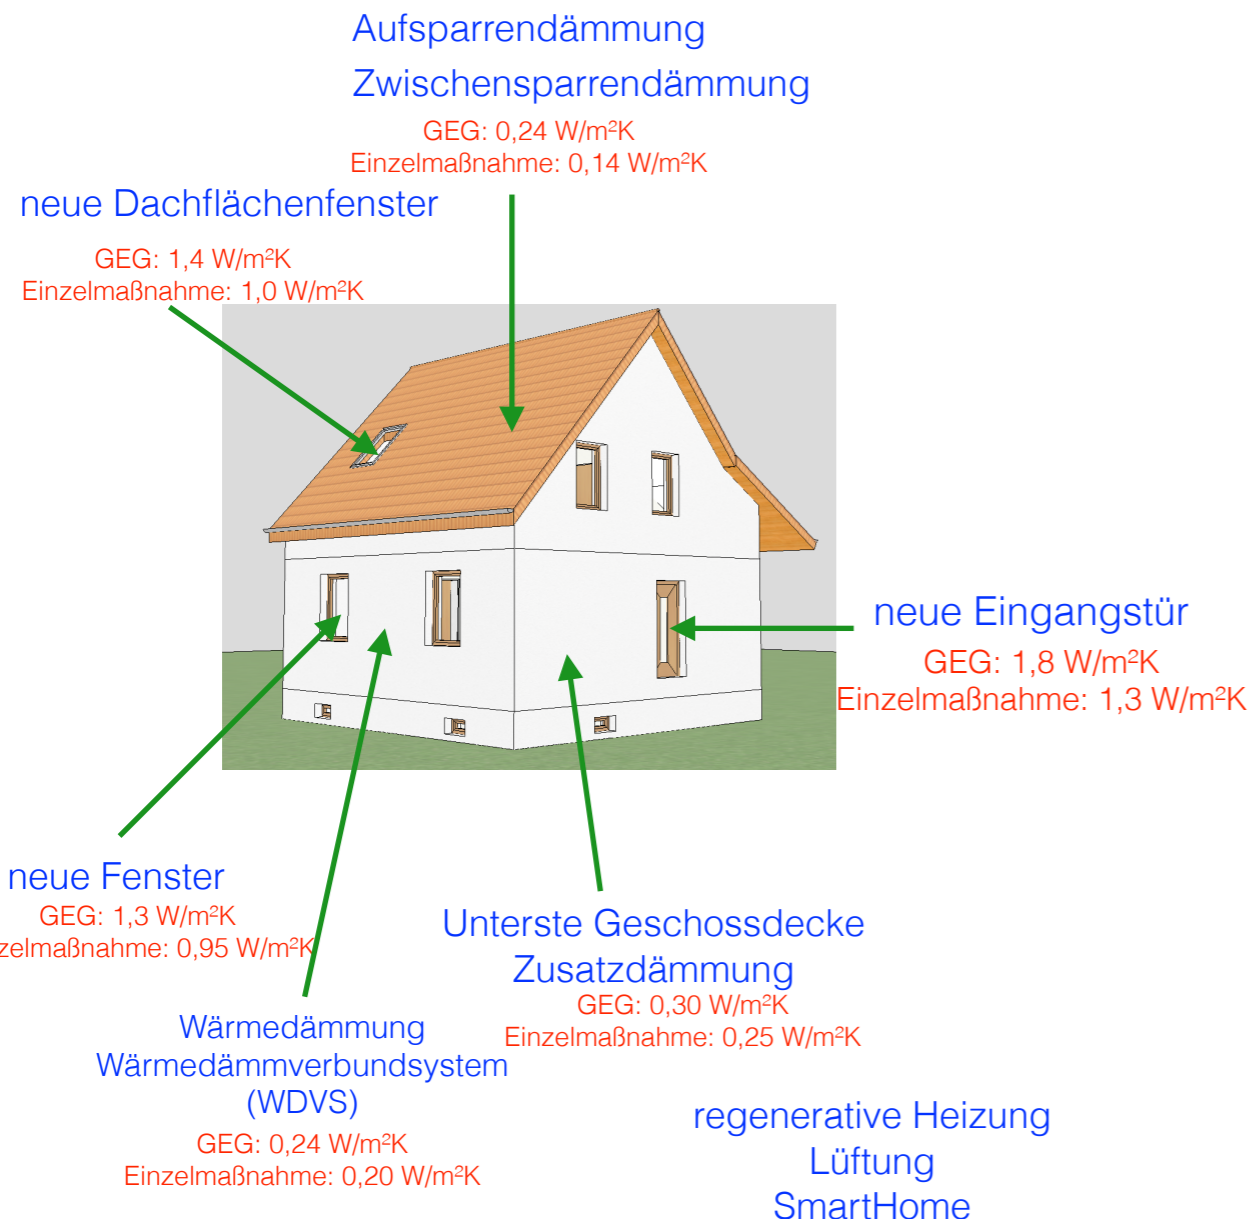 Aufsparrendämmung
Zwischensparrendämmung
GEG: 0,24 W/m²K
Einzelmaßnahme: 0,14 W/m²K
neue Dachflächenfenster
GEG: 1,4 W/m²K
Einzelmaßnahme: 1,0 W/m²K
neue Eingangstür
GEG: 1,8 W/m²K
Einzelmaßnahme: 1,3 W/m²K
neue Fenster
GEG: 1,3 W/m²K
zelmaßnahme: 0,95 W/m²K
Unterste Geschossdecke
Zusatzdämmung
GEG: 0,30 W/m²K
Einzelmaßnahme: 0,25 W/m²K
Wärmedämmung
Wärmedämmverbundsystem
(WDVS)
GEG: 0,24 W/m²K
Einzelmaßnahme: 0,20 W/m²K
regenerative Heizung
Lüftung
SmartHome